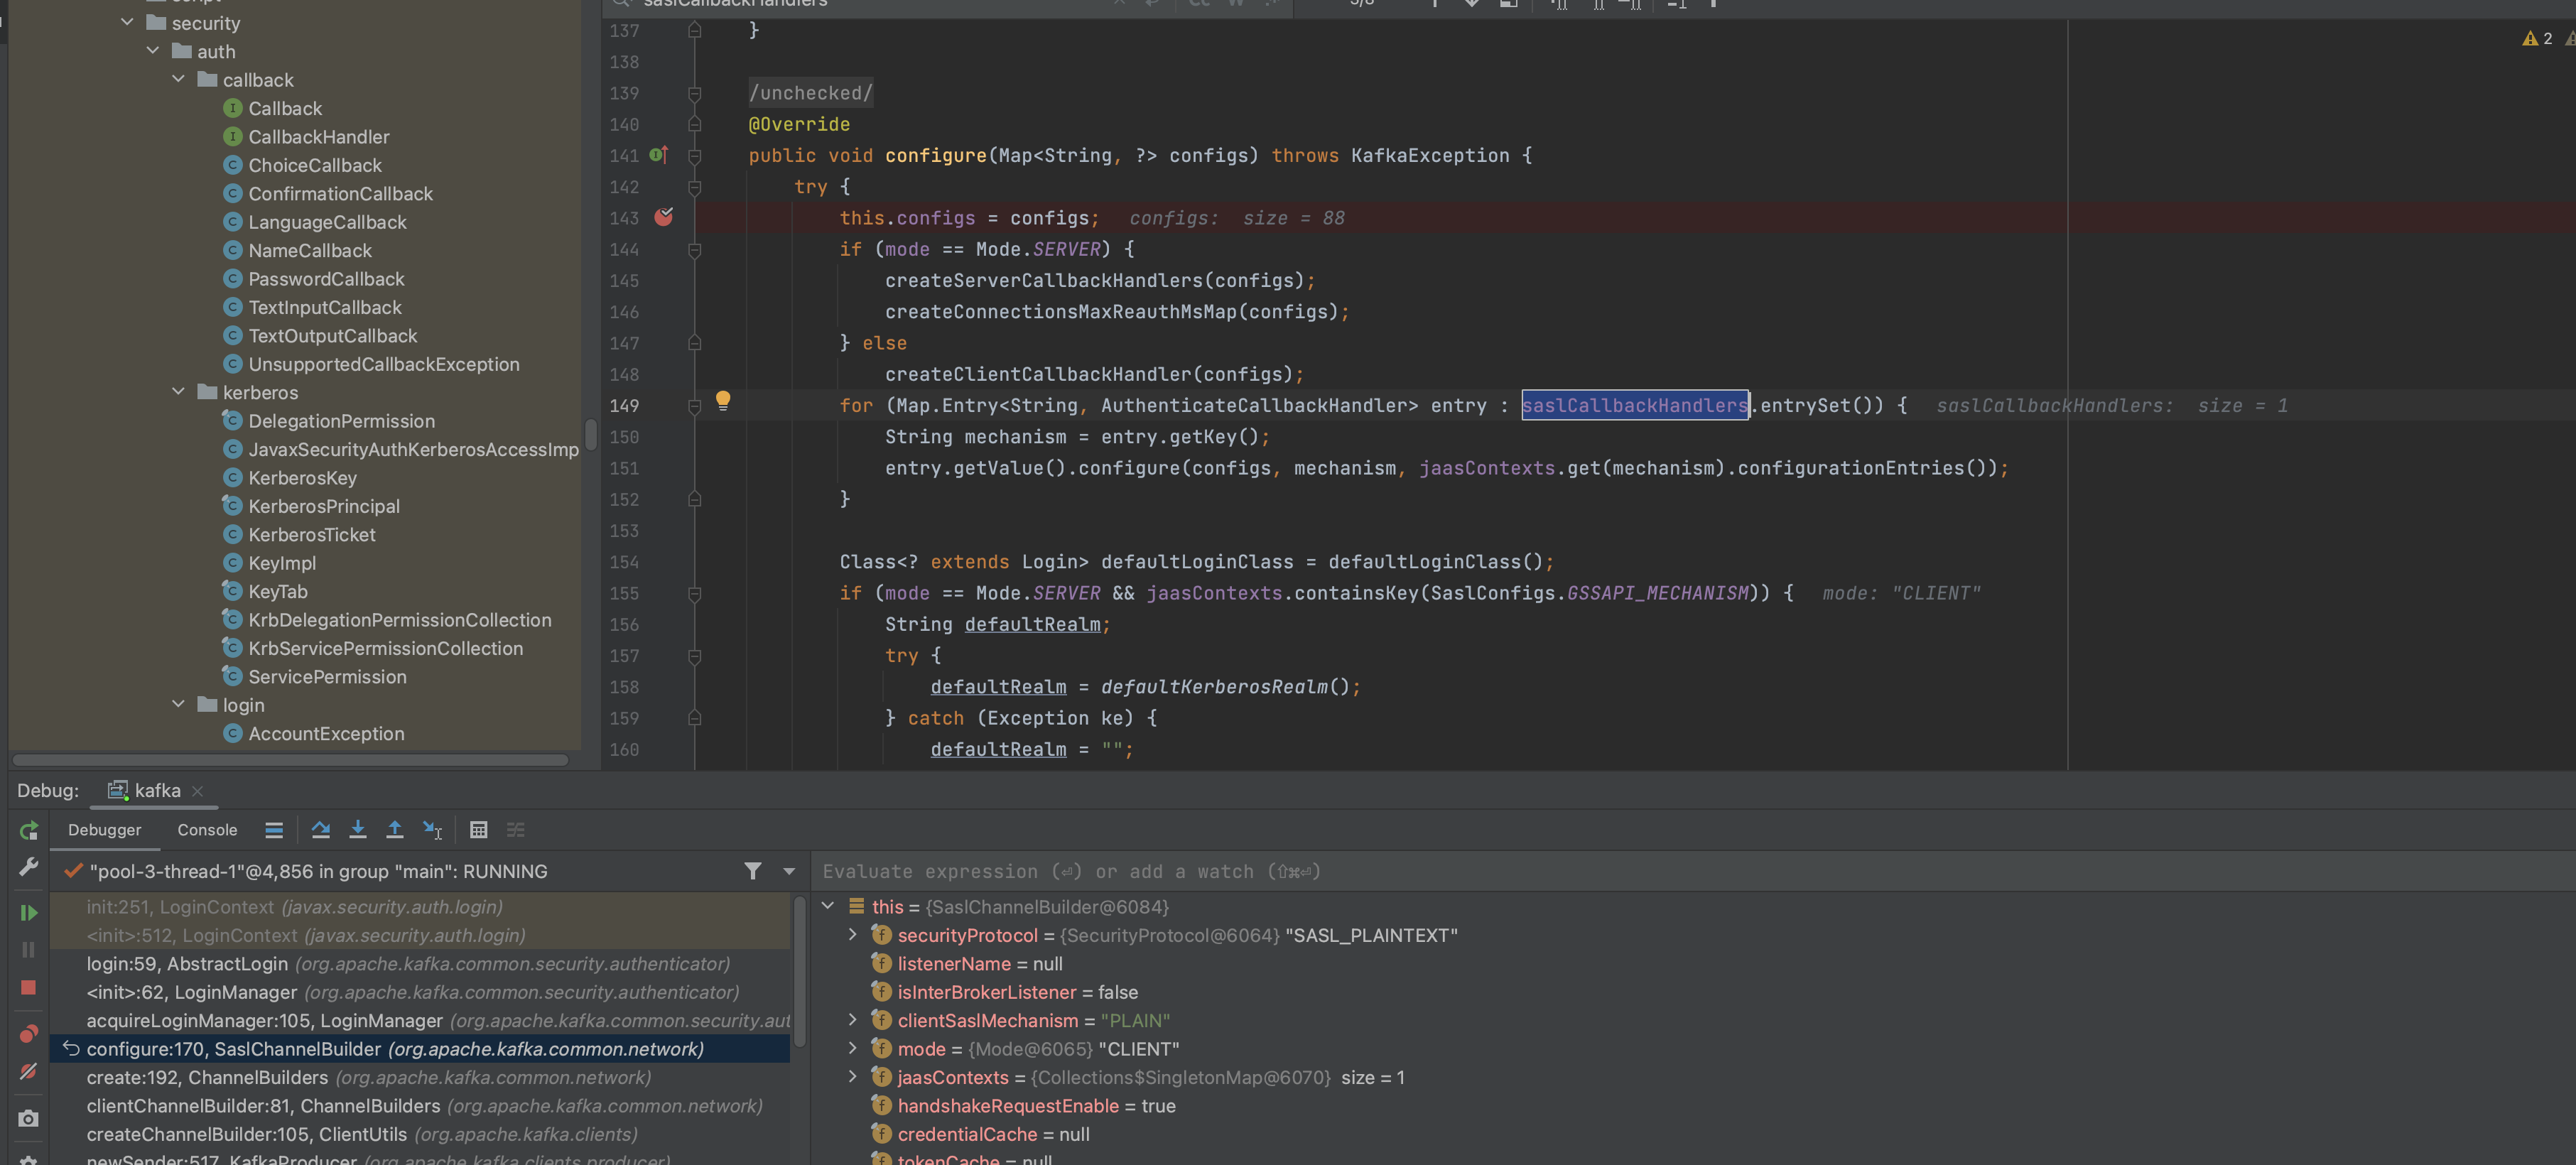 script
security
auth
callback
Callback
CallbackHandler
ChoiceCallback
ConfirmationCallback
LanguageCallback
NameCallback
PasswordCallback
TextInputCallback
TextOutputCallback
UnsupportedCallbackException
kerberos
DelegationPermission
JavaxSecurityAuthKerberosAccessImp
KerberosKey
KerberosPrincipal
KerberosTicket
KeyImpl
KeyTab
KrbDelegationPermissionCollection
KrbServicePermissionCollection
ServicePermission
login
AccountException
saslCallbackHandlers
2
137 }
138
139 /unchecked/
140 @Override
141 public void configure(Map<String, ?> configs) throws KafkaException {
142 try {
143 this.configs = configs; configs: size = 88
144 if (mode == Mode.SERVER) {
145 createServerCallbackHandlers(configs);
146 createConnectionsMaxReauthMsMap(configs);
147 } else
148 createClientCallbackHandler(configs);
149 for (Map.Entry<String, AuthenticateCallbackHandler> entry : saslCallbackHandlers.entrySet()) { saslCallbackHandlers: size = 1
150 String mechanism = entry.getKey();
151 entry.getValue().configure(configs, mechanism, jaasContexts.get(mechanism).configurationEntries());
152 }
153
154 Class<? extends Login> defaultLoginClass = defaultLoginClass();
155 if (mode == Mode.SERVER && jaasContexts.containsKey(SaslConfigs.GSSAPI_MECHANISM)) { mode: "CLIENT"
156 String defaultRealm;
157 try {
158 defaultRealm = defaultKerberosRealm();
159 } catch (Exception ke) {
160 defaultRealm = "";
Debug: kafka
Debugger Console
"pool-3-thread-1"@4,856 in group "main": RUNNING
init:251, LoginContext (javax.security.auth.login)
<init>:512, LoginContext (javax.security.auth.login)
login:59, AbstractLogin (org.apache.kafka.common.security.authenticator)
<init>:62, LoginManager (org.apache.kafka.common.security.authenticator)
acquireLoginManager:105, LoginManager (org.apache.kafka.common.security.aut
configure:170, SaslChannelBuilder (org.apache.kafka.common.network)
create:192, ChannelBuilders (org.apache.kafka.common.network)
clientChannelBuilder:81, ChannelBuilders (org.apache.kafka.common.network)
createChannelBuilder:105, ClientUtils (org.apache.kafka.clients)
newSender:517, KafkaProducer (org.apache.kafka.clients.producer)
Evaluate expression (⏎) or add a watch (⇧⌘⏎)
this = {SaslChannelBuilder@6084}
securityProtocol = {SecurityProtocol@6064} "SASL_PLAINTEXT"
listenerName = null
isInterBrokerListener = false
clientSaslMechanism = "PLAIN"
mode = {Mode@6065} "CLIENT"
jaasContexts = {Collections$SingletonMap@6070} size = 1
handshakeRequestEnable = true
credentialCache = null
tokenCache = null